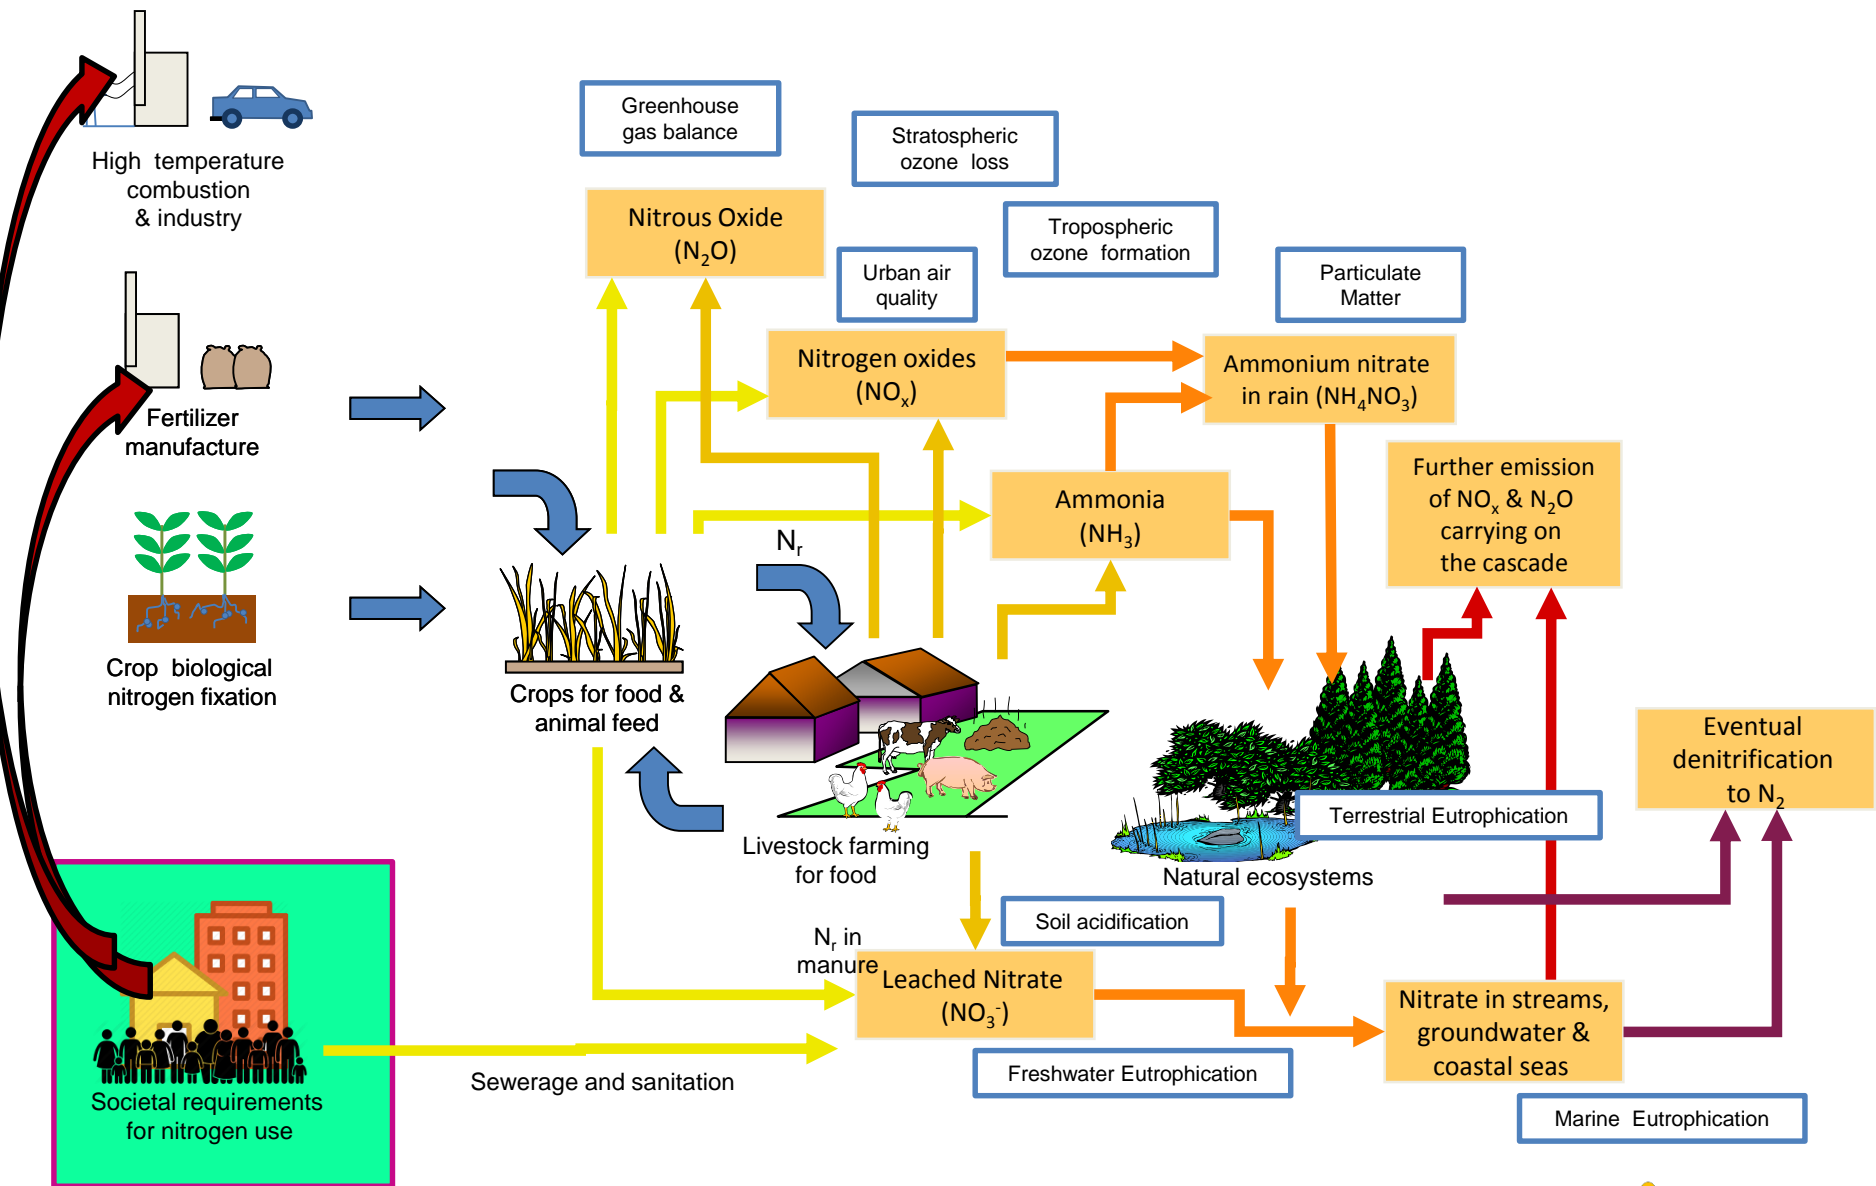 High temperature
combustion
& industry
Fertilizer
manufacture
Crop biological
nitrogen fixation
Societal requirements
for nitrogen use
Greenhouse
gas balance
Stratospheric
ozone loss
Nitrous Oxide
(N₂O)
Tropospheric
ozone formation
Urban air
quality
Particulate
Matter
Nitrogen oxides
(NOₓ)
Ammonium nitrate
in rain (NH₄NO₃)
Ammonia
(NH₃)
Further emission
of NOₓ & N₂O
carrying on
the cascade
Nᵣ
Crops for food &
animal feed
Livestock farming
for food
Natural ecosystems
Terrestrial Eutrophication
Eventual
denitrification
to N₂
Soil acidification
Nᵣ in
manure
Leached Nitrate
(NO₃⁻)
Nitrate in streams,
groundwater &
coastal seas
Sewerage and sanitation
Freshwater Eutrophication
Marine Eutrophication